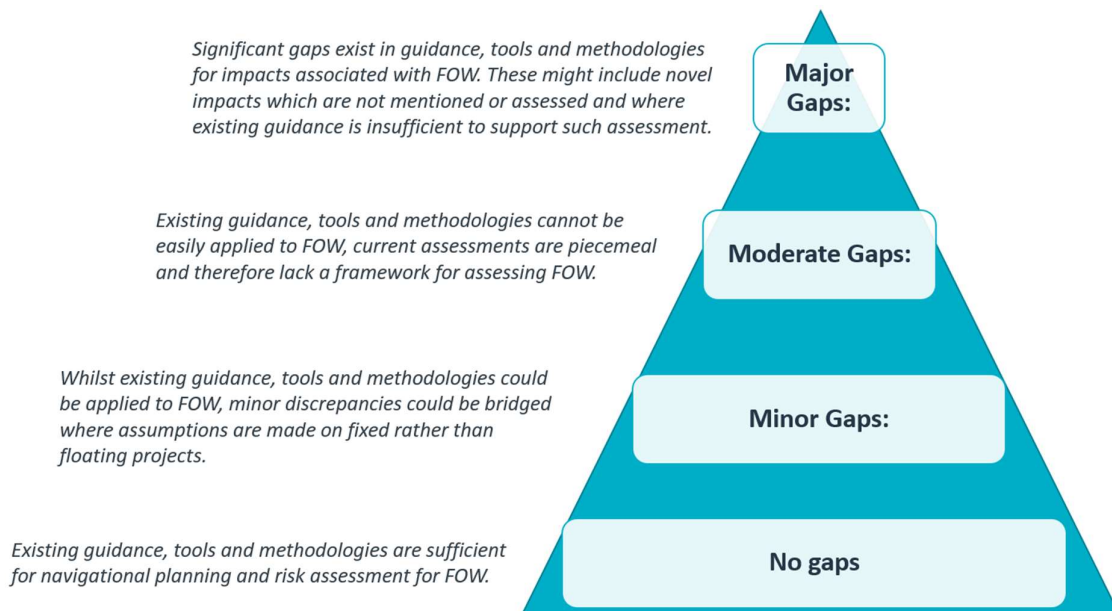 Significant gaps exist in guidance, tools and methodologies
for impacts associated with FOW. These might include novel
impacts which are not mentioned or assessed and where
existing guidance is insufficient to support such assessment.
Major
Gaps:
Existing guidance, tools and methodologies cannot be
easily applied to FOW, current assessments are piecemeal
and therefore lack a framework for assessing FOW.
Moderate Gaps:
Whilst existing guidance, tools and methodologies could
be applied to FOW, minor discrepancies could be bridged
where assumptions are made on fixed rather than
floating projects.
Minor Gaps:
Existing guidance, tools and methodologies are sufficient
for navigational planning and risk assessment for FOW.
No gaps